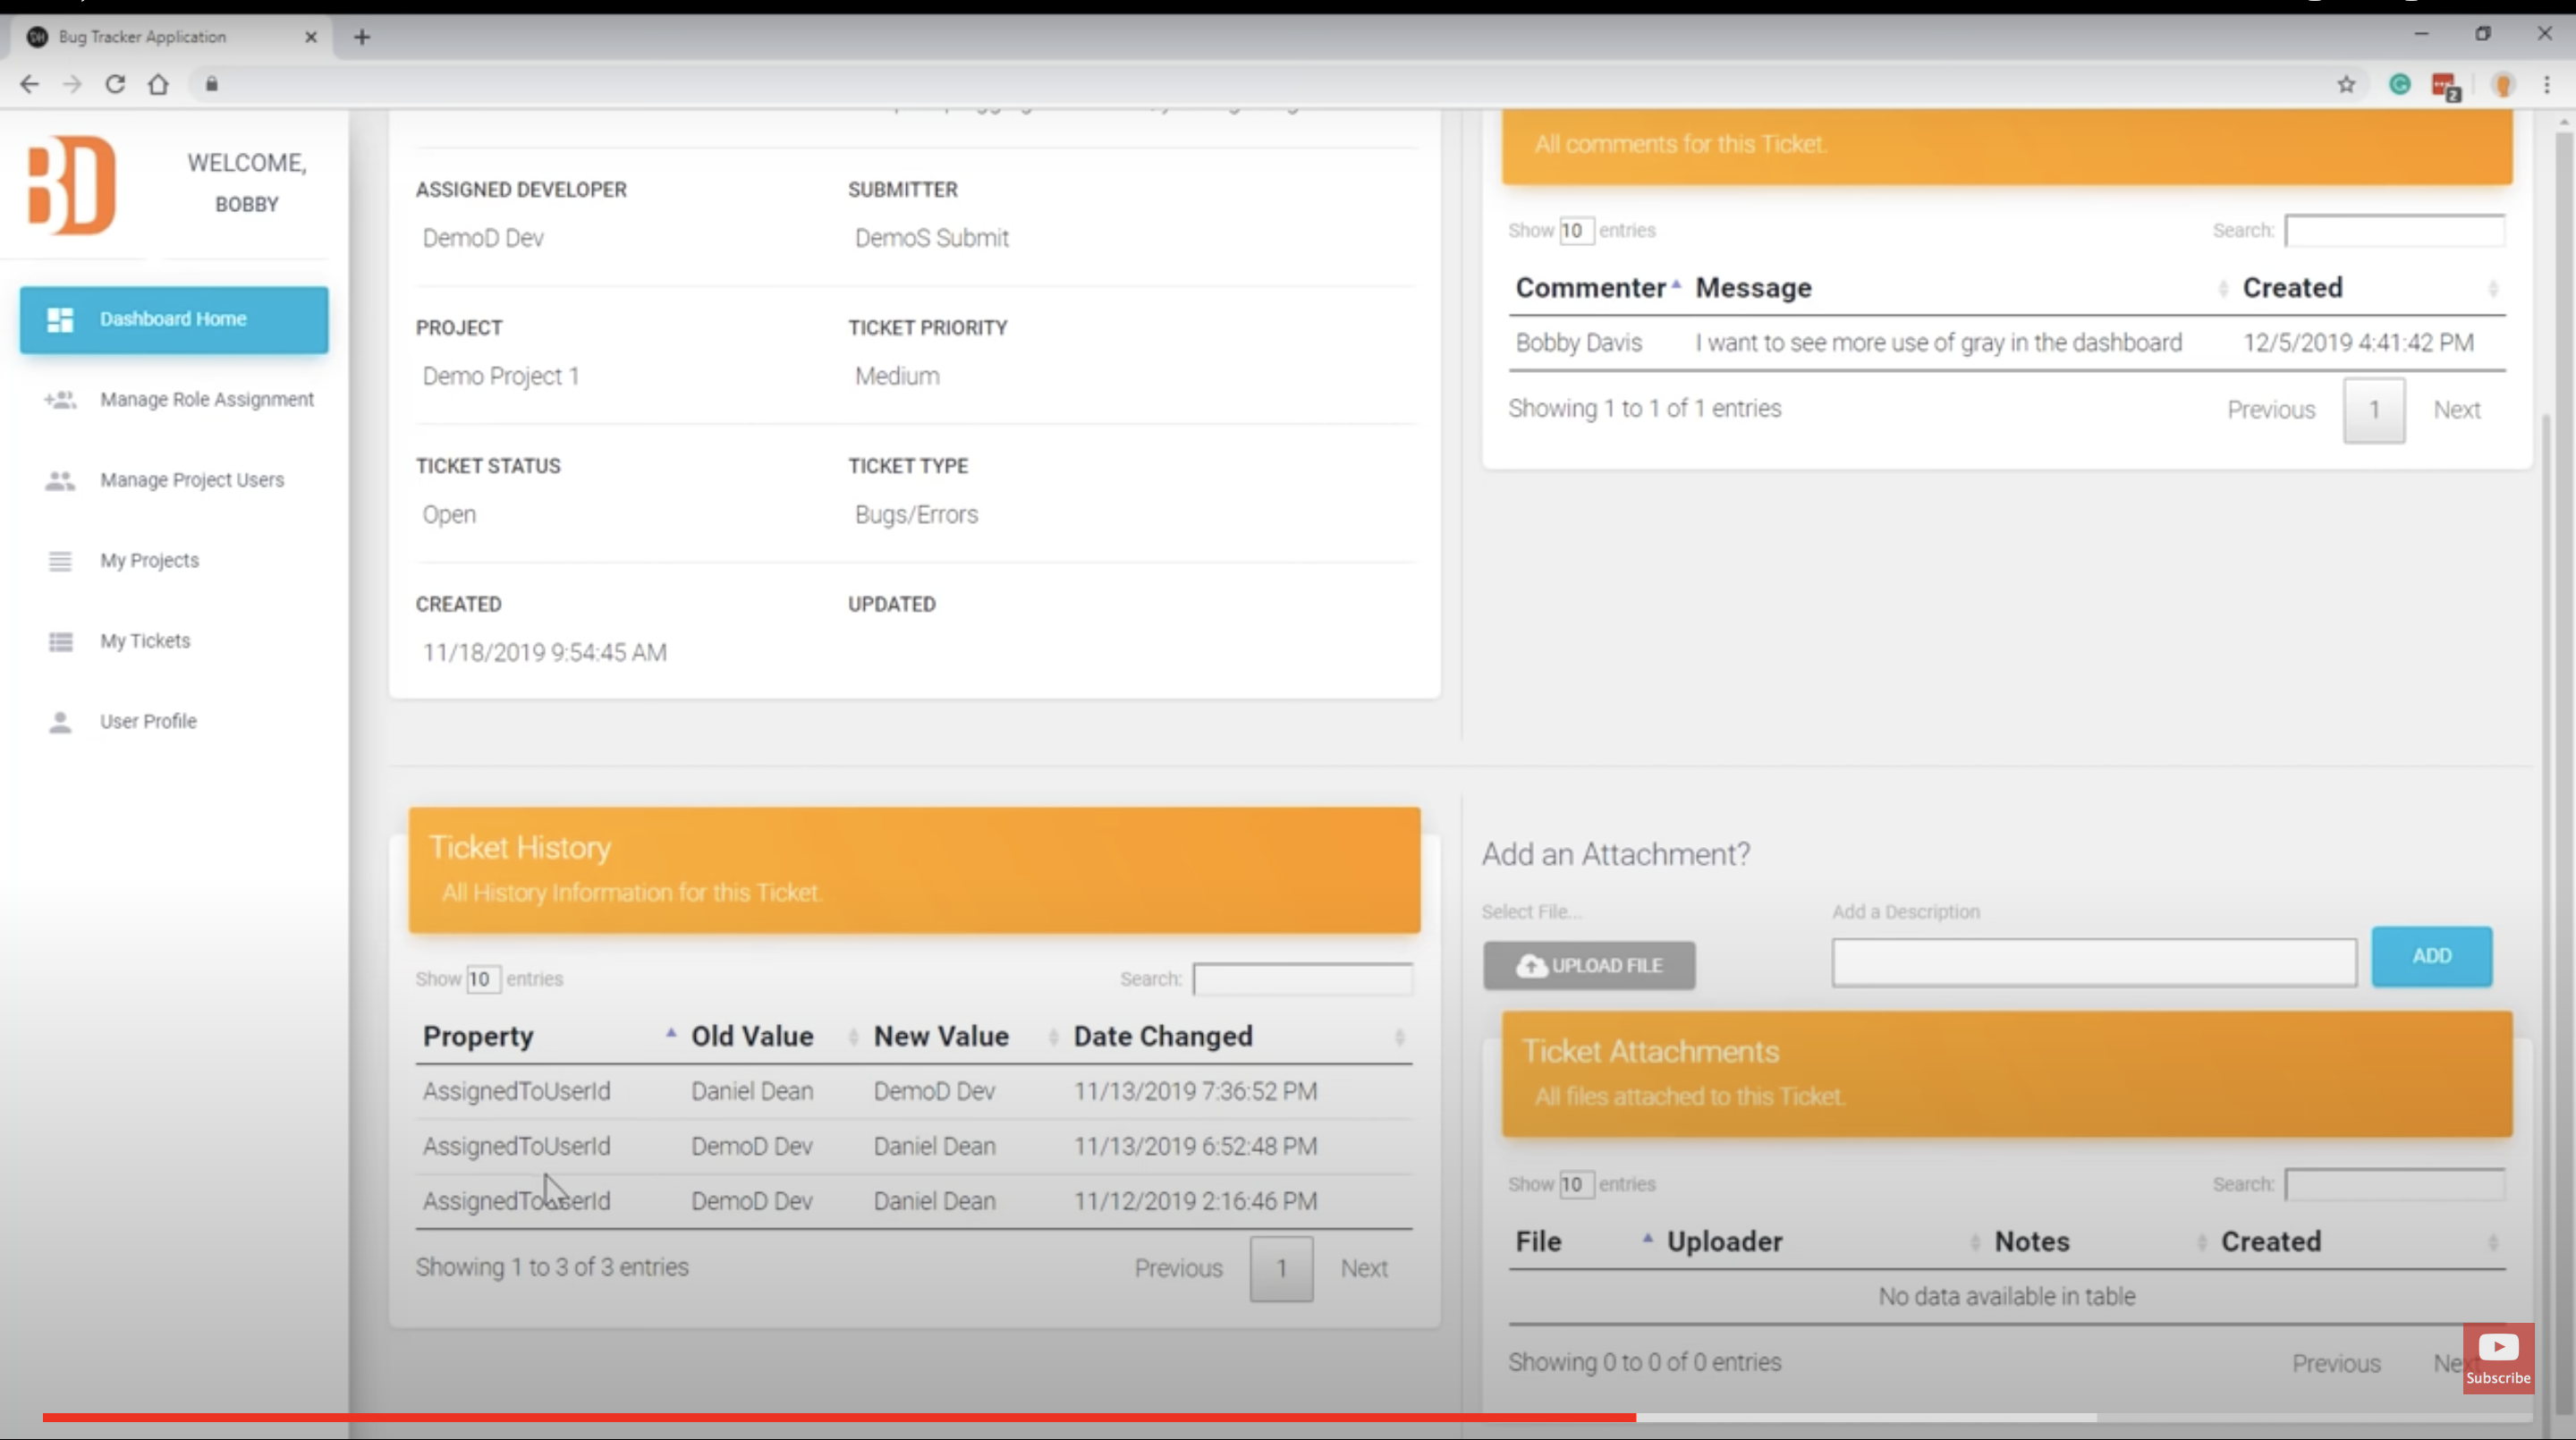 Bug Tracker Application
2
BD
WELCOME,
BOBBY
Dashboard Home
Manage Role Assignment
Manage Project Users
My Projects
My Tickets
User Profile
ASSIGNED DEVELOPER SUBMITTER
DemoD Dev DemoS Submit
PROJECT TICKET PRIORITY
Demo Project 1 Medium
TICKET STATUS TICKET TYPE
Open Bugs/Errors
CREATED UPDATED
11/18/2019 9:54:45 AM
All comments for this Ticket.
Show 10 entries Search:
Commenter Message Created
Bobby Davis I want to see more use of gray in the dashboard 12/5/2019 4:41:42 PM
Showing 1 to 1 of 1 entries Previous 1 Next
Ticket History
All History Information for this Ticket.
Show 10 entries Search:
Property Old Value New Value Date Changed
AssignedToUserId Daniel Dean DemoD Dev 11/13/2019 7:36:52 PM
AssignedToUserId DemoD Dev Daniel Dean 11/13/2019 6:52:48 PM
AssignedToUserId DemoD Dev Daniel Dean 11/12/2019 2:16:46 PM
Showing 1 to 3 of 3 entries Previous 1 Next
Add an Attachment?
Select File... Add a Description
UPLOAD FILE ADD
Ticket Attachments
All files attached to this Ticket.
Show 10 entries Search:
File Uploader Notes Created
No data available in table
Showing 0 to 0 of 0 entries Previous
Subscribe